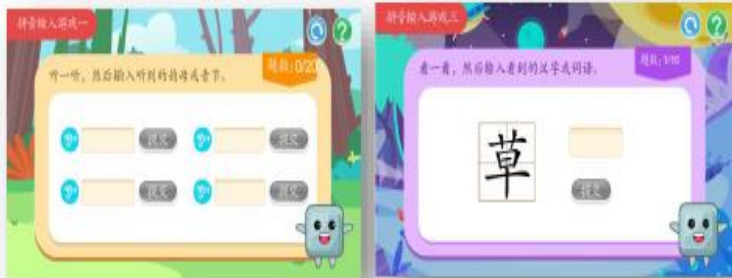 拼音输入游戏一
听一听，然后输入听到的韵母或音节。
题数:0/20
提交
提交
提交
提交
拼音输入游戏三
看一看，然后输入看到的汉字或词语。
题数:1/10
草
提交